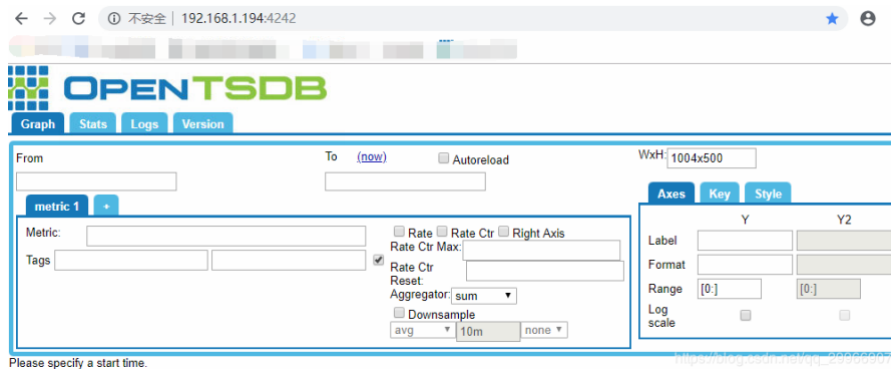 不安全 | 192.168.1.194:4242
OPENTSDB
Graph Stats Logs Version
From To (now) Autoreload WxH: 1004x500
metric 1 + Axes Key Style
Y Y2
Metric: Rate Rate Ctr Right Axis
Rate Ctr Max:
Label
Tags
Rate Ctr
Reset:
Format
Aggregator: sum
Range [0:] [0:]
Downsample
Log
scale
avg 10m none
Please specify a start time.